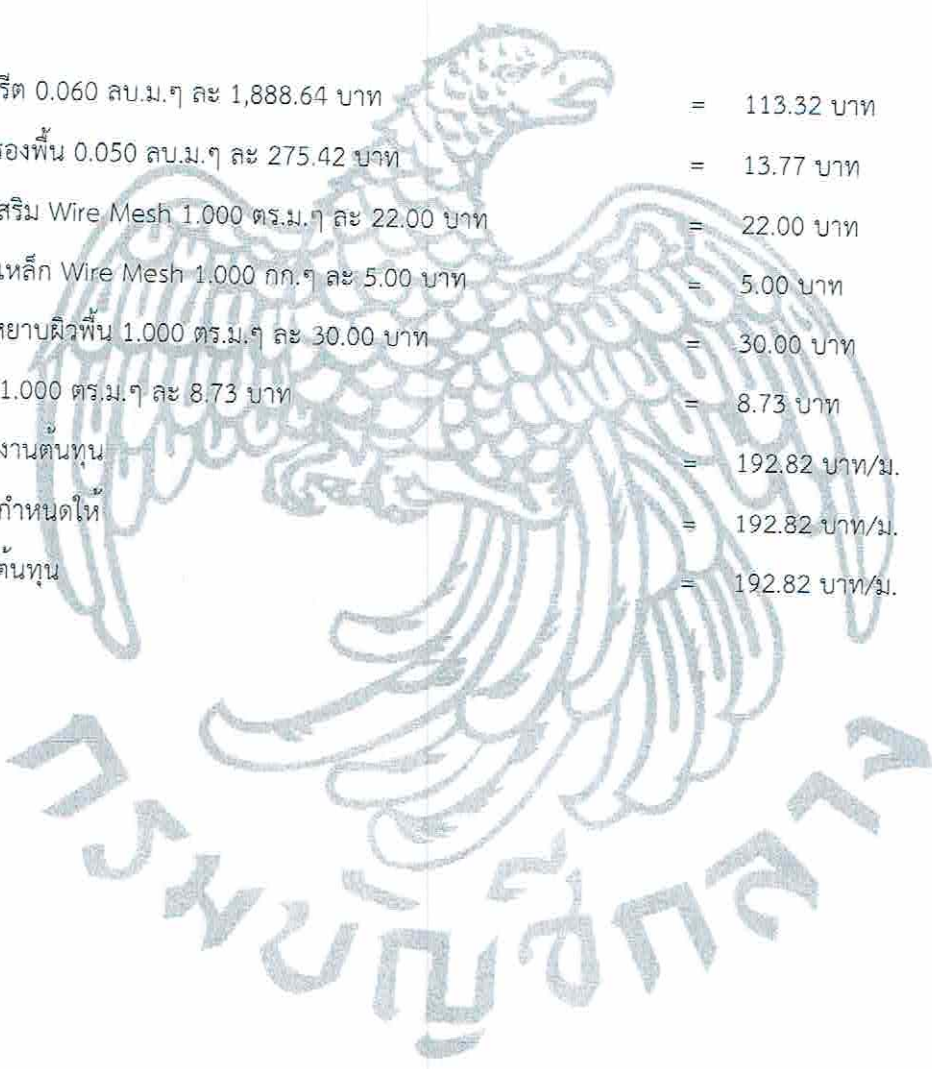 รีต 0.060 ลบ.ม.ๆ ละ 1,888.64 บาท = 113.32 บาท
รองพื้น 0.050 ลบ.ม.ๆ ละ 275.42 บาท = 13.77 บาท
สริม Wire Mesh 1.000 ตร.ม.ๆ ละ 22.00 บาท = 22.00 บาท
เหล็ก Wire Mesh 1.000 กก.ๆ ละ 5.00 บาท = 5.00 บาท
หยาบผิวพื้น 1.000 ตร.ม.ๆ ละ 30.00 บาท = 30.00 บาท
1.000 ตร.ม.ๆ ละ 8.73 บาท = 8.73 บาท
งานต้นทุน = 192.82 บาท/ม.
กำหนดให้ = 192.82 บาท/ม.
ต้นทุน = 192.82 บาท/ม.
กรมบัญชีกลาง